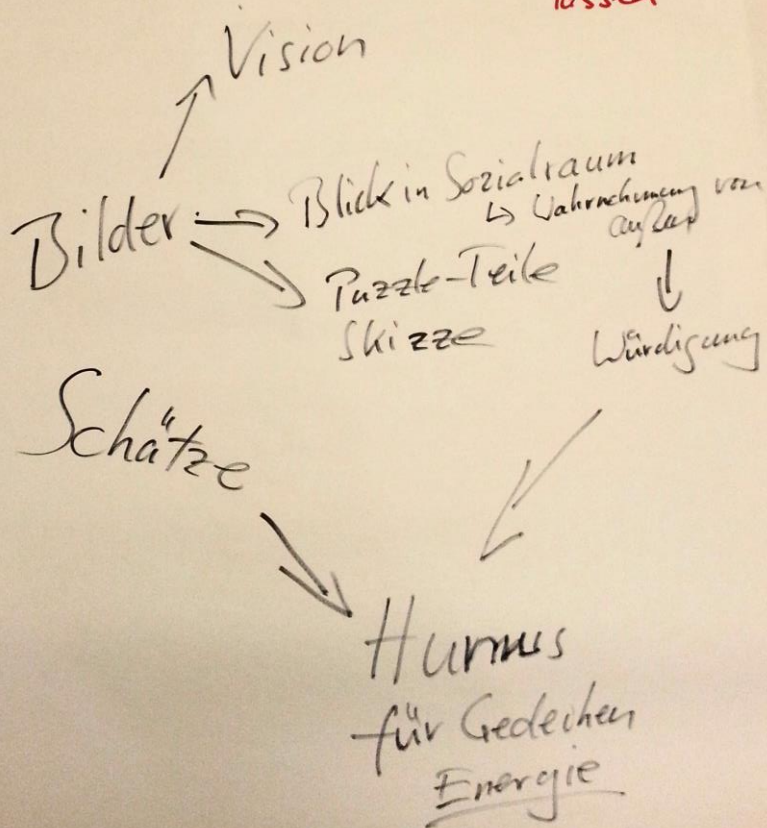 Vision
Bilder
Blick in Sozialraum
Wahrnehmung von
außen
Puzzle-Teile
Skizze
Würdigung
Schätze
Humus
für Gedeihen
Energie